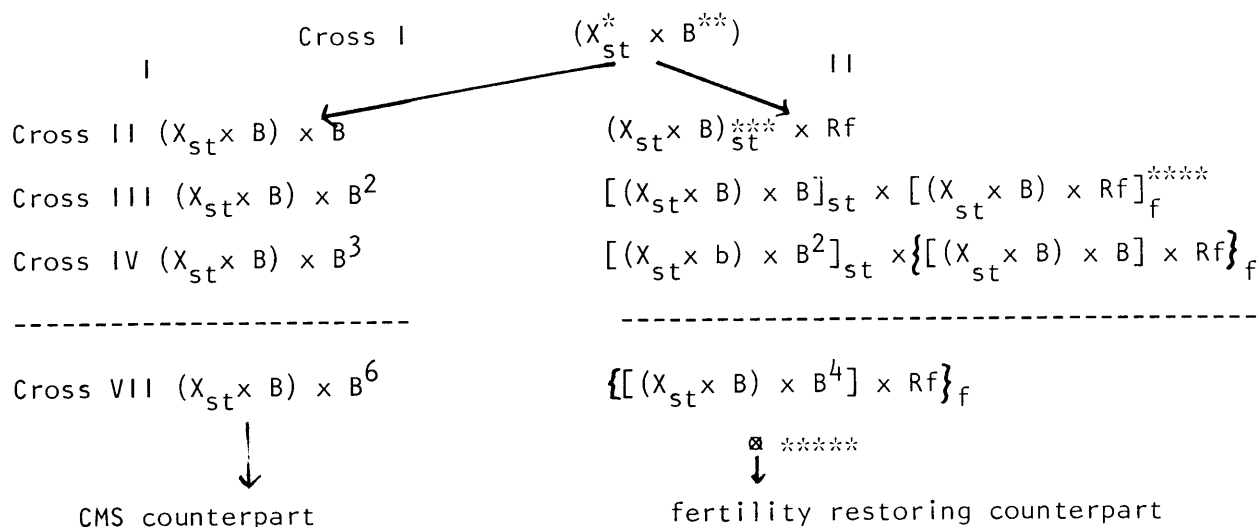 Cross I (X*st x B**)
I II
Cross II (Xst x B) x B (Xst x B)***st x Rf
Cross III (Xst x B) x B² [(Xst x B) x B]st x [(Xst x B) x Rf]****f
Cross IV (Xst x B) x B³ [(Xst x b) x B²]st x {[(Xst x B) x B] x Rf}f
Cross VII (Xst x B) x B⁶ {[(Xst x B) x B⁴] x Rf}f
⊗ *****
CMS counterpart fertility restoring counterpart